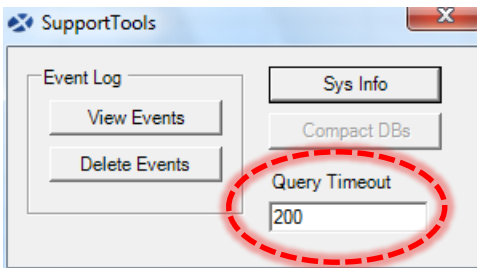 SupportTools
Event Log
View Events
Delete Events
Sys Info
Compact DBs
Query Timeout
200